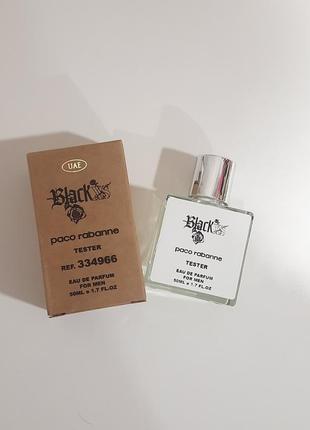 UAE
Black XS
paco rabanne
TESTER
REF. 334966
EAU DE PARFUM
FOR MEN
50ML e 1.7 FL.OZ
Black XS
paco rabanne
TESTER
EAU DE PARFUM
FOR MEN
50ML e 1.7 FL.OZ